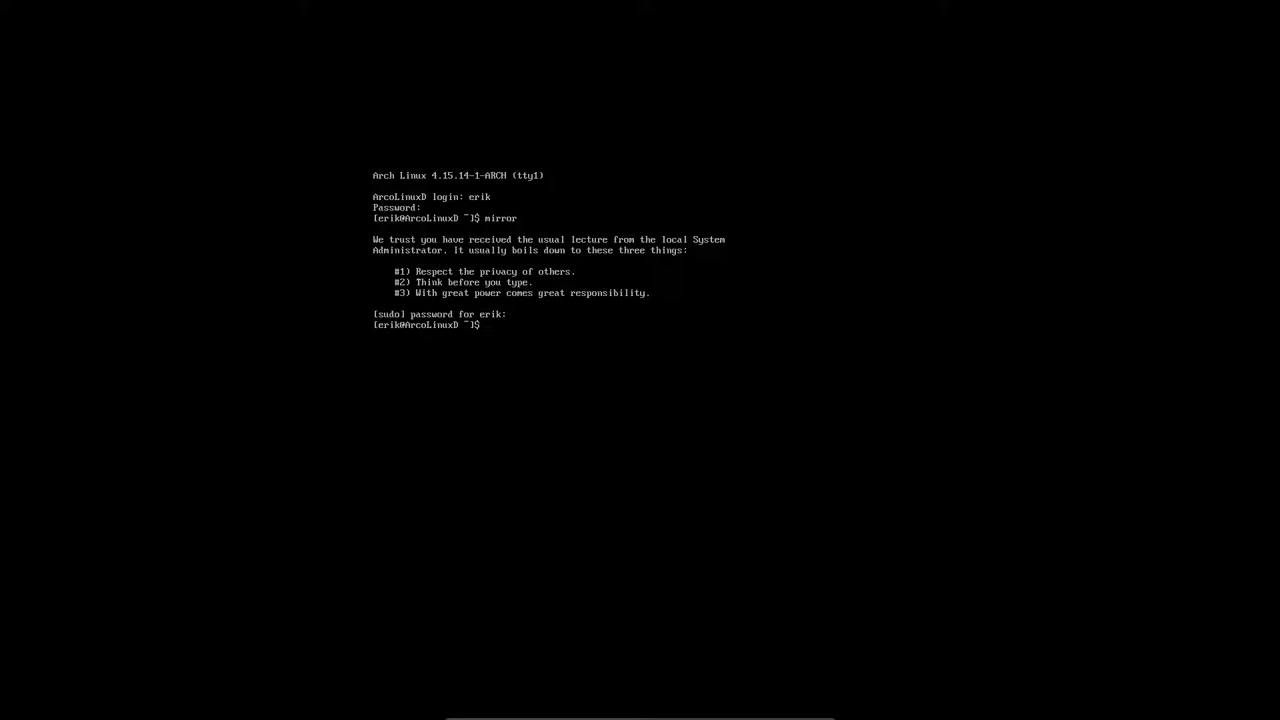 Arch Linux 4.15.14-1-ARCH (tty1)
ArcoLinuxD login: erik
Password:
[erik@ArcoLinuxD ~]$ mirror
We trust you have received the usual lecture from the local System
Administrator. It usually boils down to these three things:
#1) Respect the privacy of others.
#2) Think before you type.
#3) With great power comes great responsibility.
[sudo] password for erik:
[erik@ArcoLinuxD ~]$